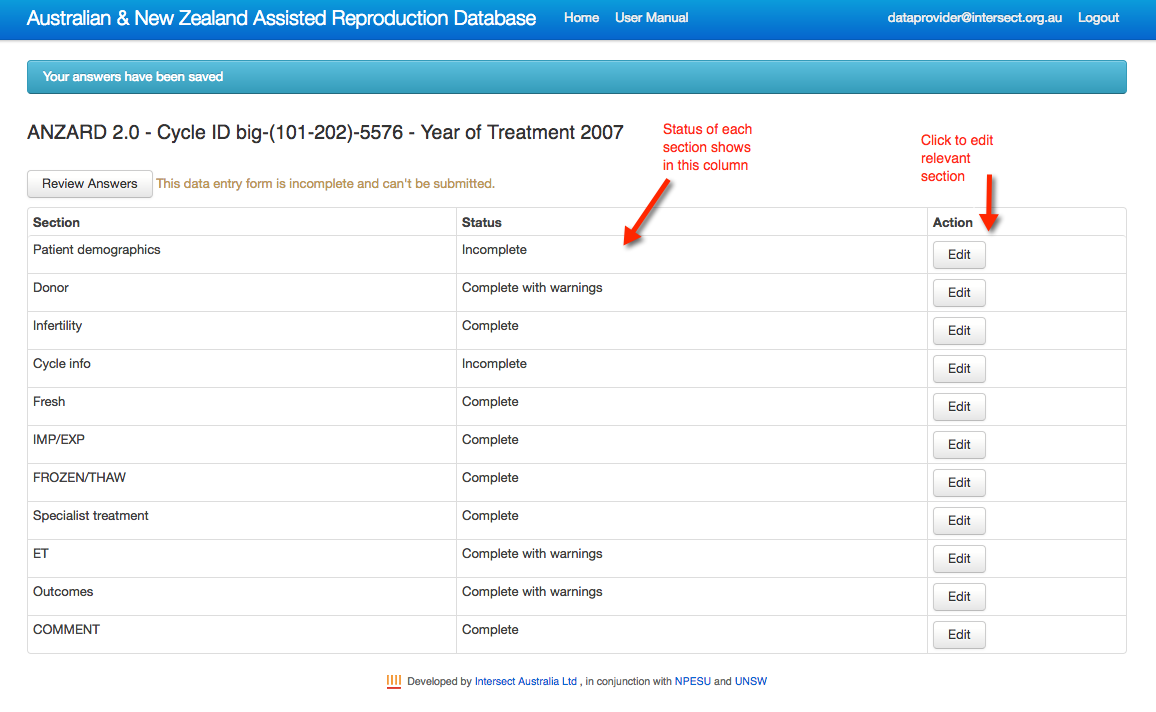 Australian & New Zealand Assisted Reproduction Database Home User Manual dataprovider@intersect.org.au Logout
Your answers have been saved
ANZARD 2.0 - Cycle ID big-(101-202)-5576 - Year of Treatment 2007
Status of each
section shows
in this column
Click to edit
relevant
section
Review Answers This data entry form is incomplete and can't be submitted.
Section Status Action
Patient demographics Incomplete Edit
Donor Complete with warnings Edit
Infertility Complete Edit
Cycle info Incomplete Edit
Fresh Complete Edit
IMP/EXP Complete Edit
FROZEN/THAW Complete Edit
Specialist treatment Complete Edit
ET Complete with warnings Edit
Outcomes Complete with warnings Edit
COMMENT Complete Edit
Developed by Intersect Australia Ltd , in conjunction with NPESU and UNSW